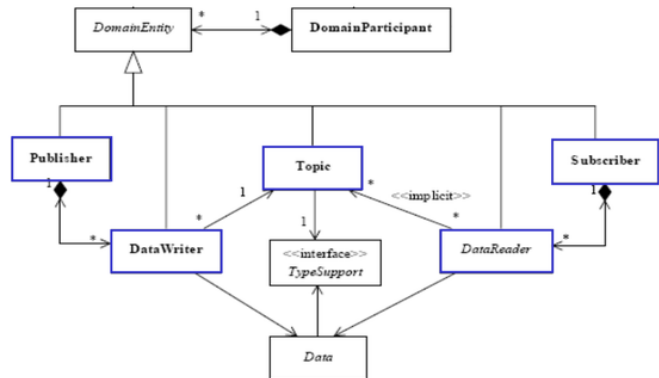 DomainEntity
*
1
DomainParticipant
Publisher
1
Topic
Subscriber
1
1
*
<<implicit>>
*
*
*
DataWriter
1
<<interface>>
TypeSupport
DataReader
*
Data